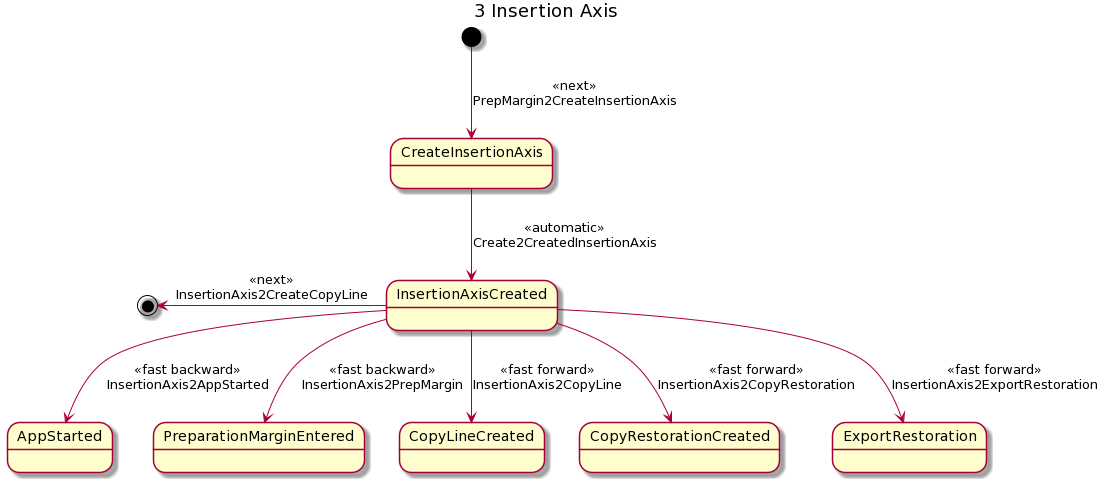 3 Insertion Axis
«next»
PrepMargin2CreateInsertionAxis
CreateInsertionAxis
«automatic»
Create2CreatedInsertionAxis
«next»
InsertionAxis2CreateCopyLine
InsertionAxisCreated
«fast backward»
InsertionAxis2AppStarted
«fast backward»
InsertionAxis2PrepMargin
«fast forward»
InsertionAxis2CopyLine
«fast forward»
InsertionAxis2CopyRestoration
«fast forward»
InsertionAxis2ExportRestoration
AppStarted
PreparationMarginEntered
CopyLineCreated
CopyRestorationCreated
ExportRestoration